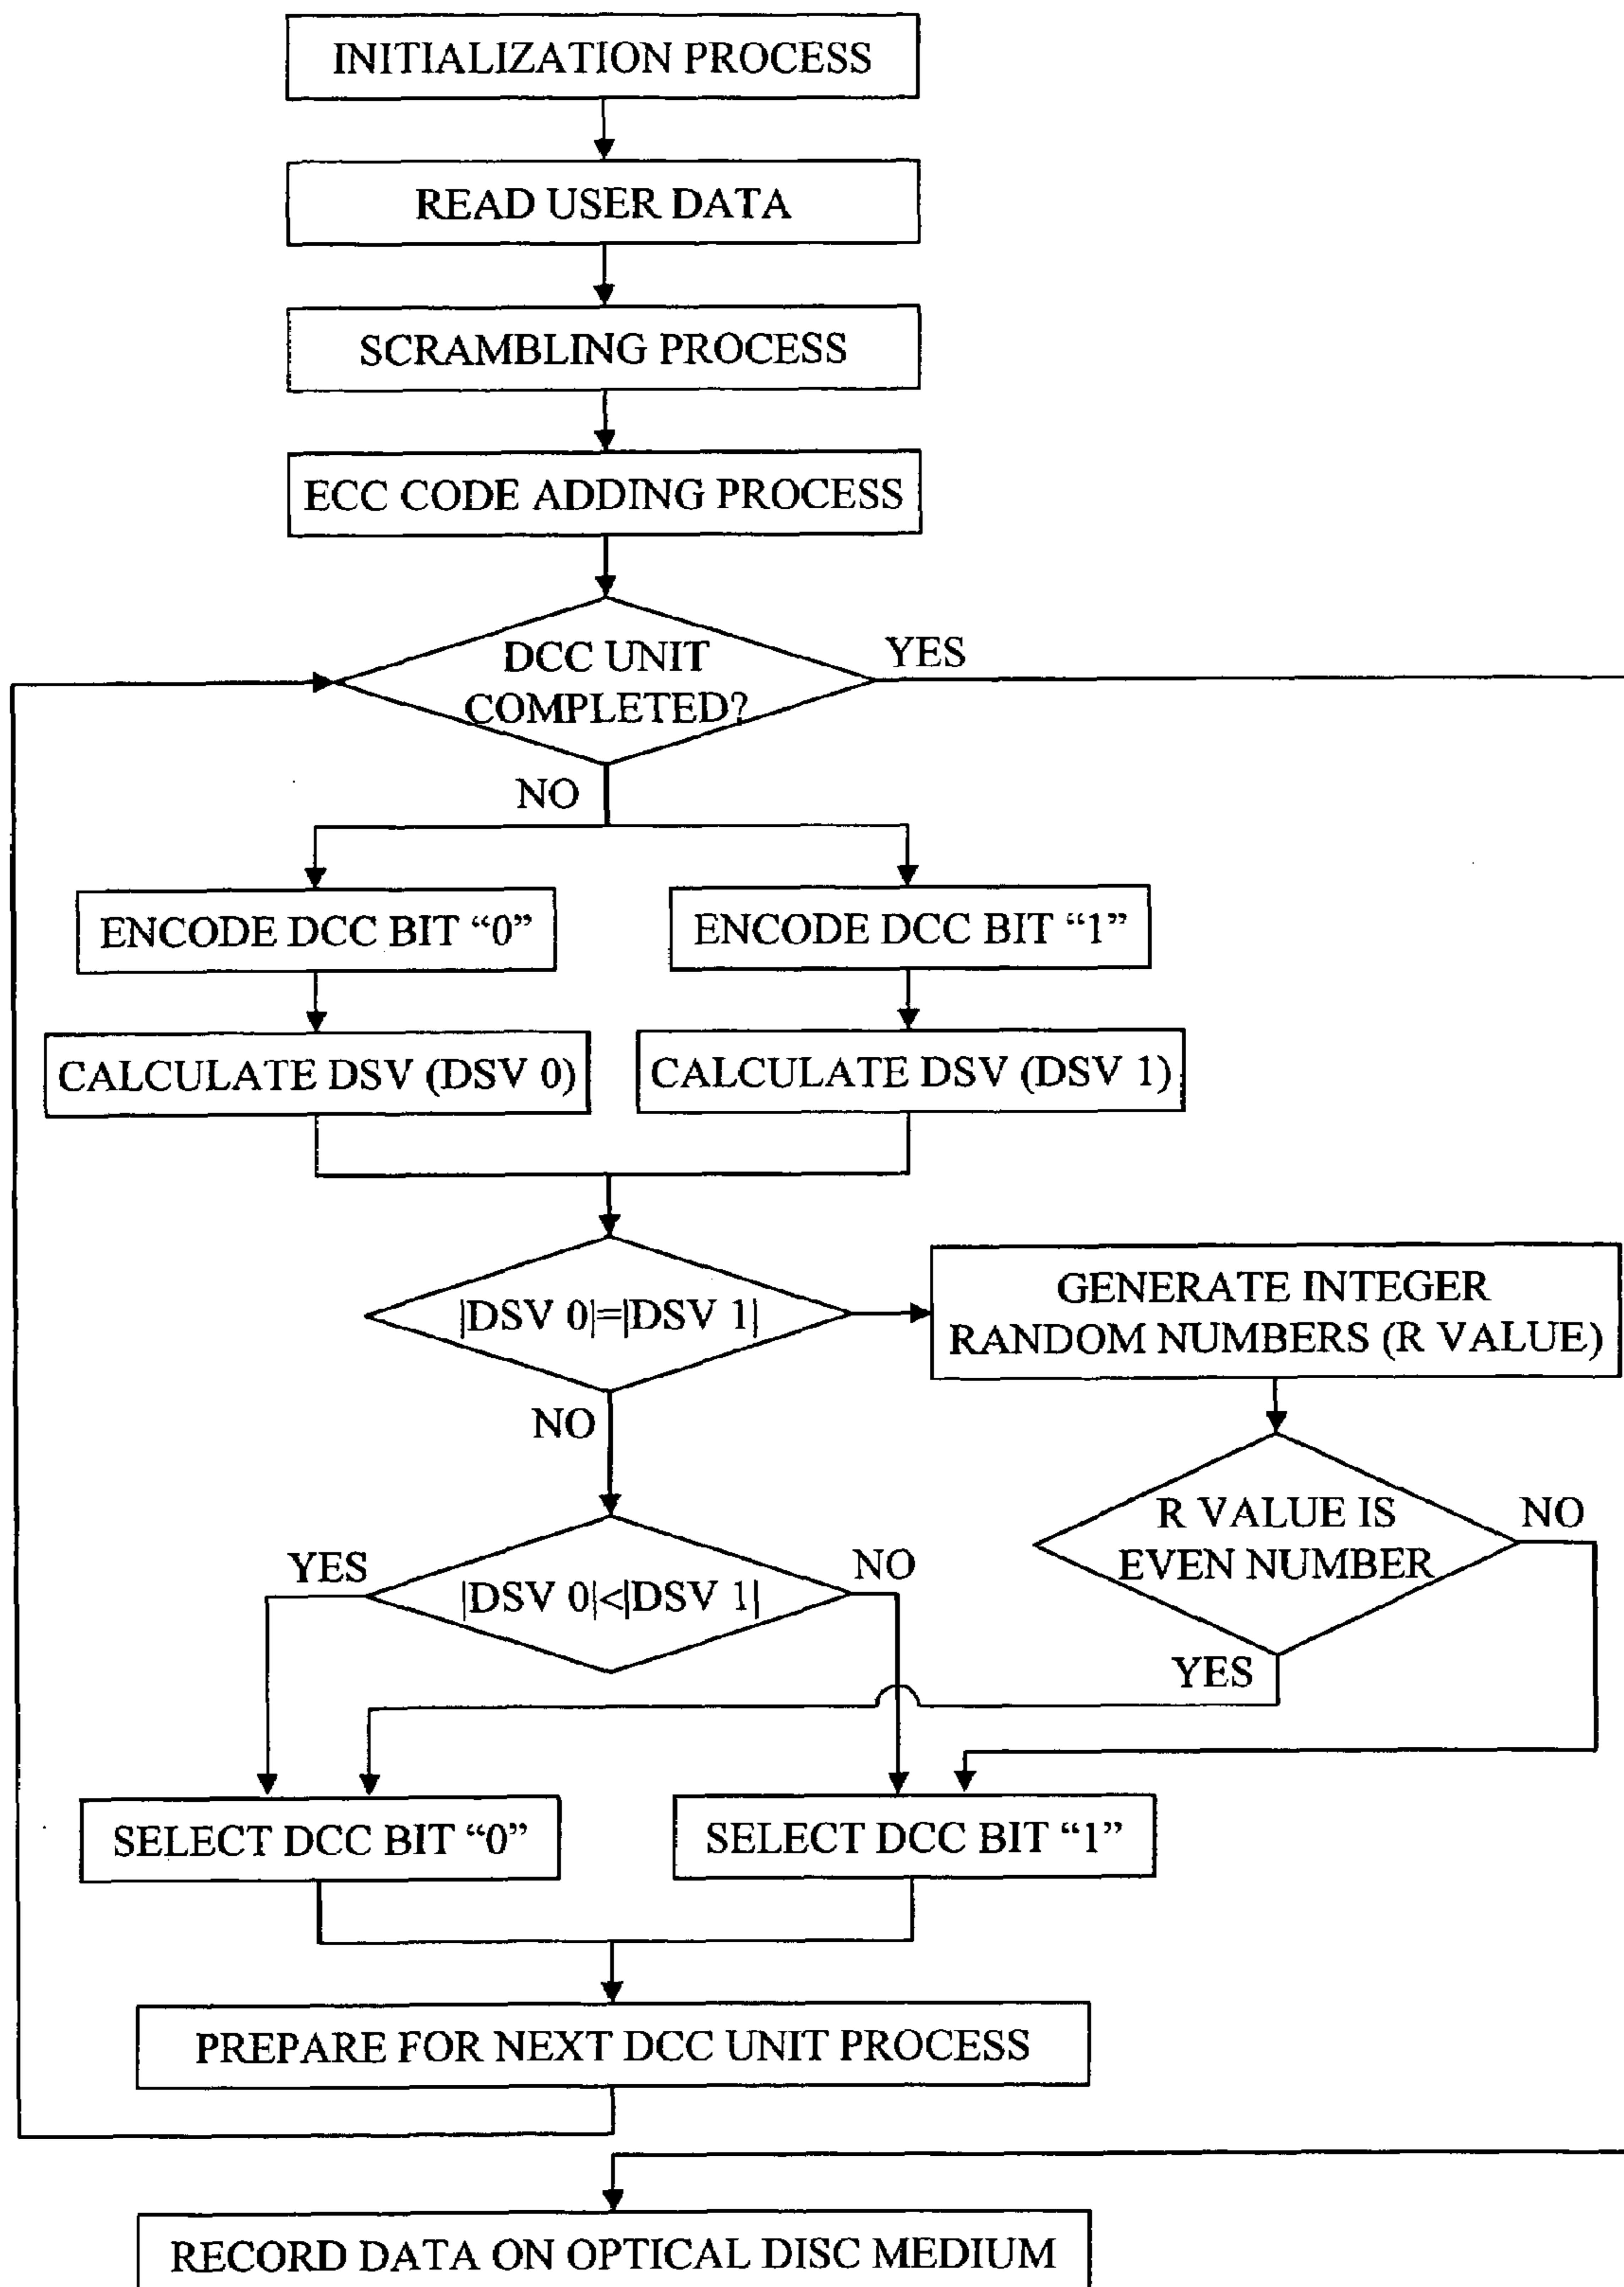 INITIALIZATION PROCESS
READ USER DATA
SCRAMBLING PROCESS
ECC CODE ADDING PROCESS
DCC UNIT
COMPLETED?
YES
NO
ENCODE DCC BIT “0”
ENCODE DCC BIT “1”
CALCULATE DSV (DSV 0)
CALCULATE DSV (DSV 1)
|DSV 0|=|DSV 1|
GENERATE INTEGER
RANDOM NUMBERS (R VALUE)
NO
R VALUE IS
EVEN NUMBER
NO
YES
|DSV 0|<|DSV 1|
YES
NO
SELECT DCC BIT “0”
SELECT DCC BIT “1”
PREPARE FOR NEXT DCC UNIT PROCESS
RECORD DATA ON OPTICAL DISC MEDIUM